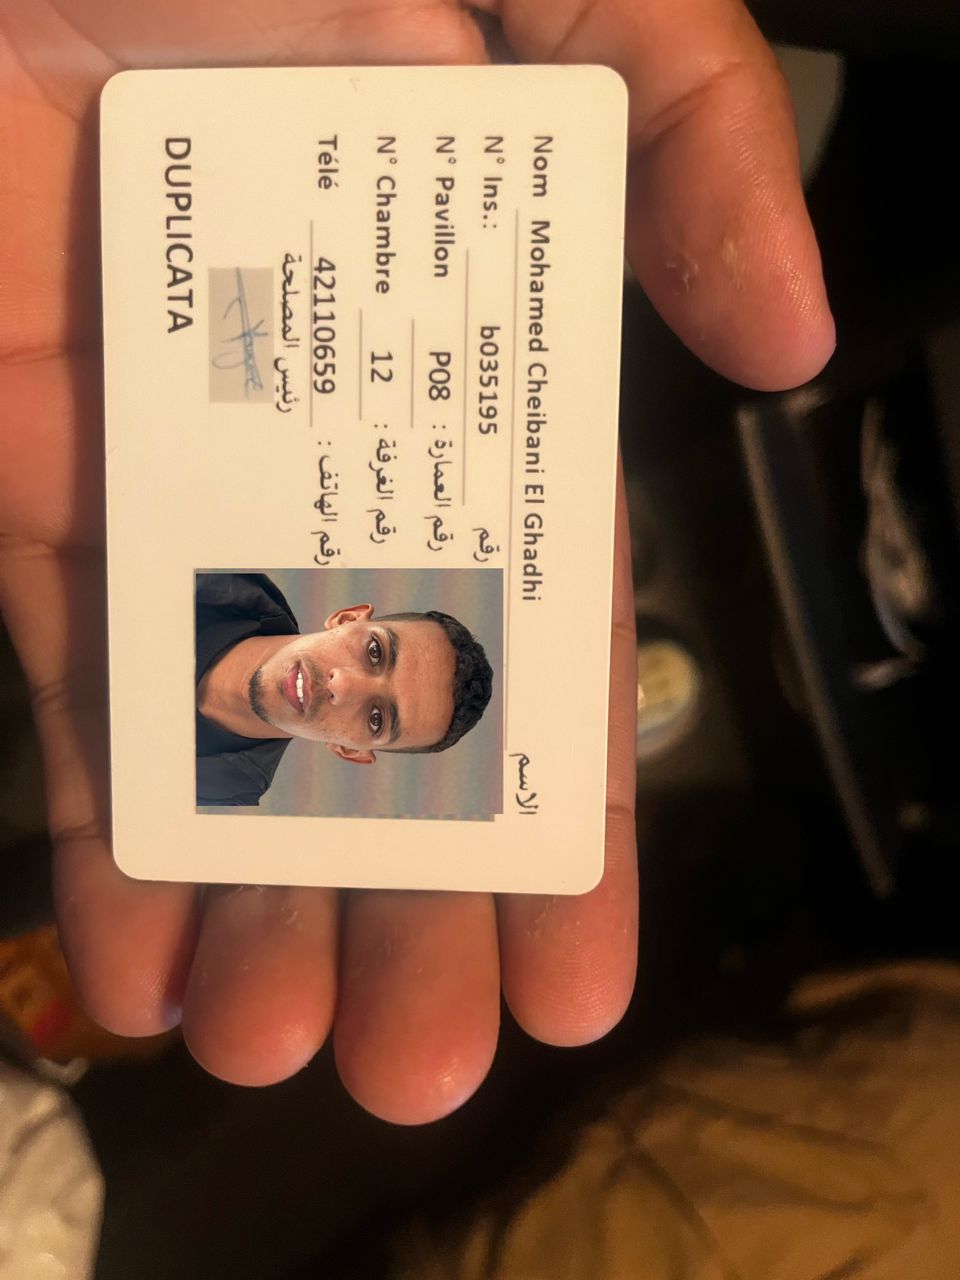 Nom Mohamed Cheibani El Ghadhi الاسم
N° Ins.: b035195 رقم
N° Pavillon P08 : رقم العمارة
N° Chambre 12 : رقم الغرفة
Télé 42110659 : رقم الهاتف
رئيس المصلحة
DUPLICATA